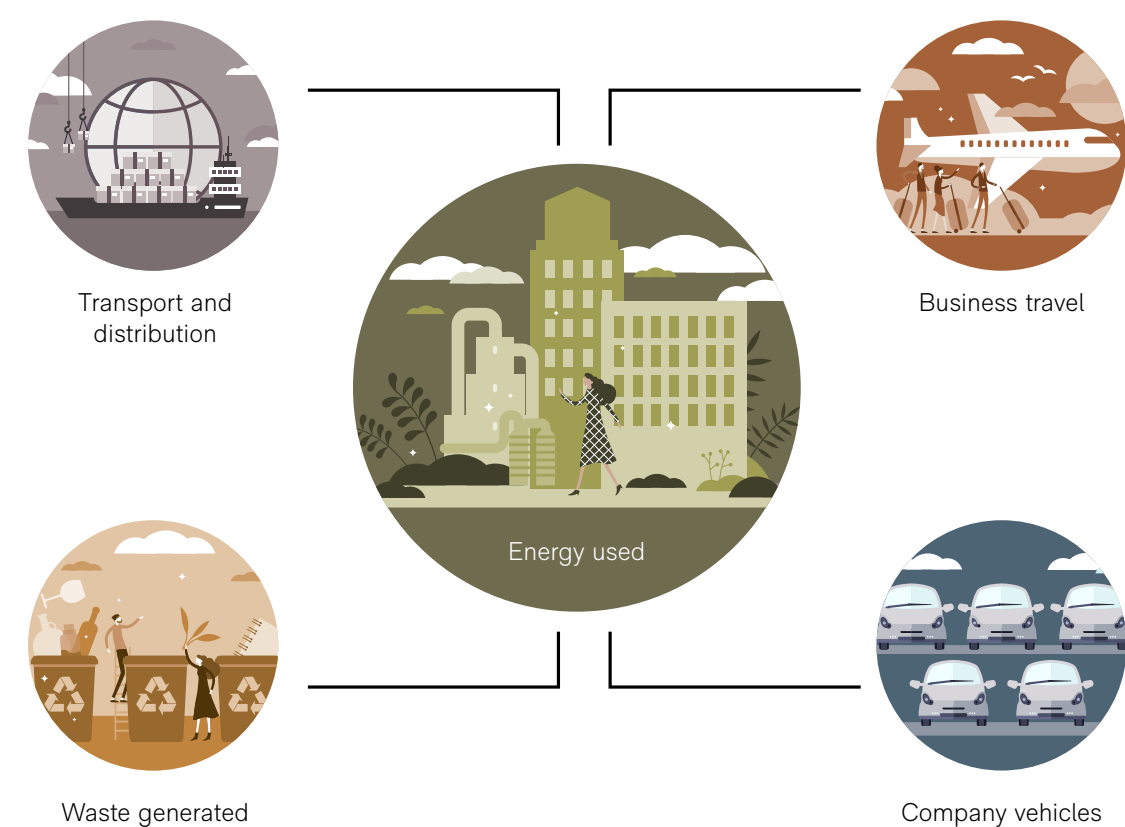 Transport and
distribution
Business travel
Energy used
Waste generated
Company vehicles